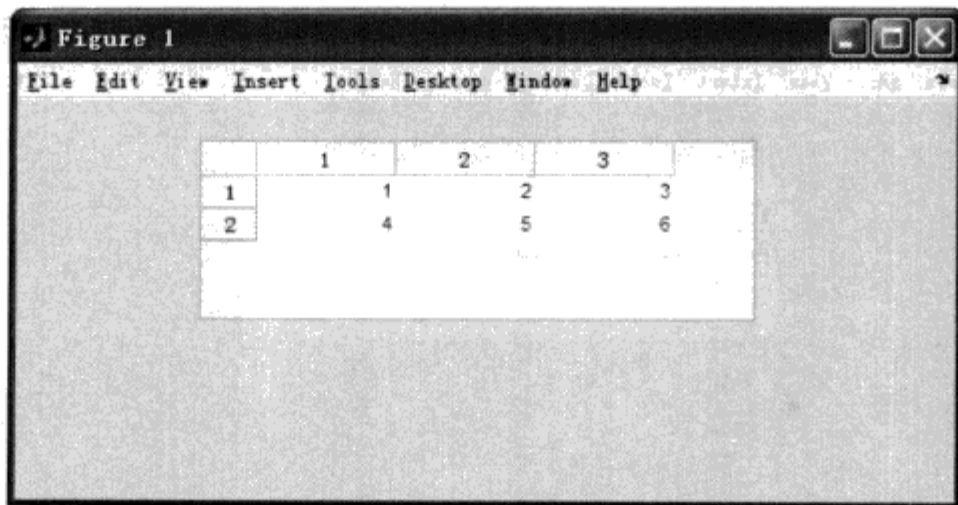 Figure 1
File Edit View Insert Tools Desktop Window Help
1 2 3
1 1 2 3
2 4 5 6